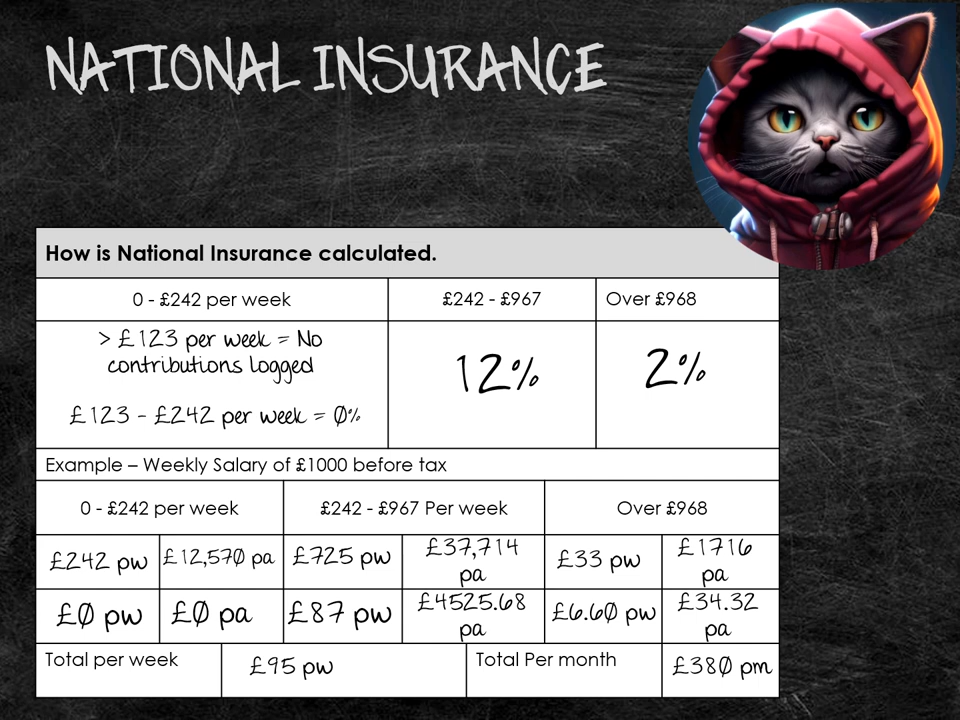 NATIONAL INSURANCE
How is National Insurance calculated.
0 - £242 per week
£242 - £967
Over £968
> £123 per week = No
contributions logged
£123 - £242 per week = 0%
12%
2%
Example – Weekly Salary of £1000 before tax
0 - £242 per week
£242 - £967 Per week
Over £968
£242 pw
£12,570 pa
£725 pw
£37,714
pa
£33 pw
£1716
pa
£0 pw
£0 pa
£87 pw
£4525.68
pa
£6.60 pw
£34.32
pa
Total per week
£95 pw
Total Per month
£380 pm